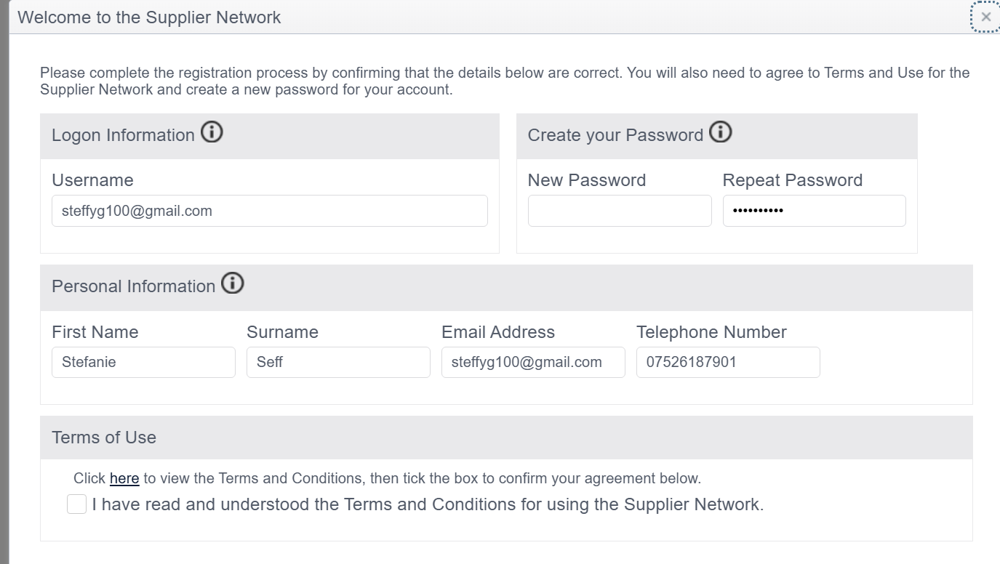 Welcome to the Supplier Network
×
Please complete the registration process by confirming that the details below are correct. You will also need to agree to Terms and Use for the
Supplier Network and create a new password for your account.
Logon Information
Create your Password
Username
New Password
Repeat Password
steffyg100@gmail.com
••••••••••
Personal Information
First Name
Surname
Email Address
Telephone Number
Stefanie
Seff
steffyg100@gmail.com
07526187901
Terms of Use
Click here to view the Terms and Conditions, then tick the box to confirm your agreement below.
I have read and understood the Terms and Conditions for using the Supplier Network.